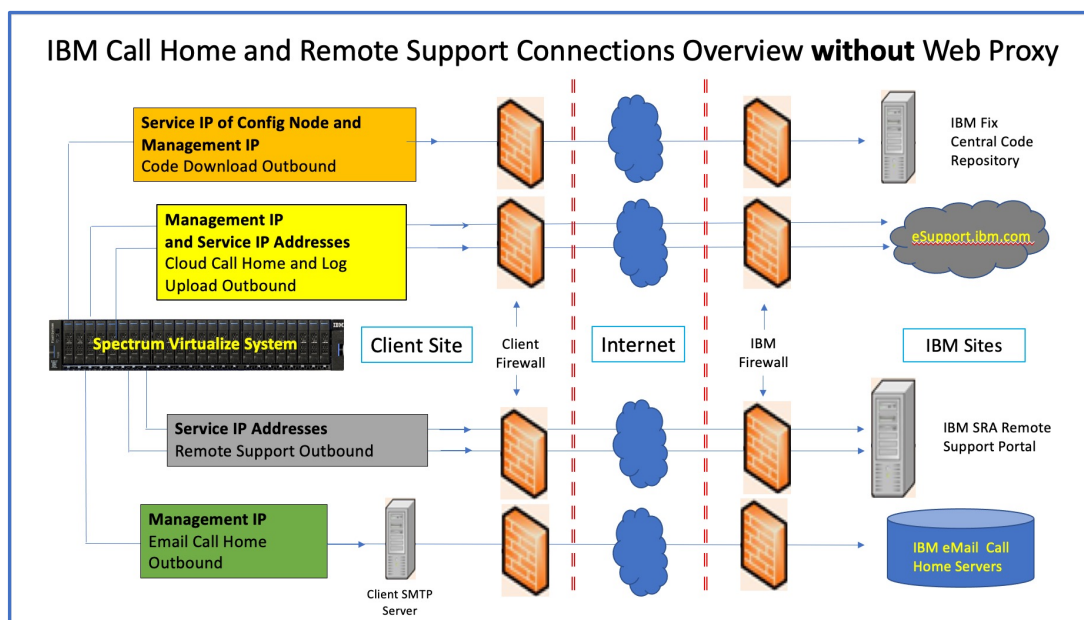 IBM Call Home and Remote Support Connections Overview without Web Proxy
Service IP of Config Node and
Management IP
Code Download Outbound
IBM Fix
Central Code
Repository
Management IP
and Service IP Addresses
Cloud Call Home and Log
Upload Outbound
eSupport.ibm.com
IBM
Spectrum Virtualize System
Client Site
Client
Firewall
Internet
IBM
Firewall
IBM Sites
Service IP Addresses
Remote Support Outbound
IBM SRA Remote
Support Portal
Management IP
Email Call Home
Outbound
Client SMTP
Server
IBM eMail Call
Home Servers